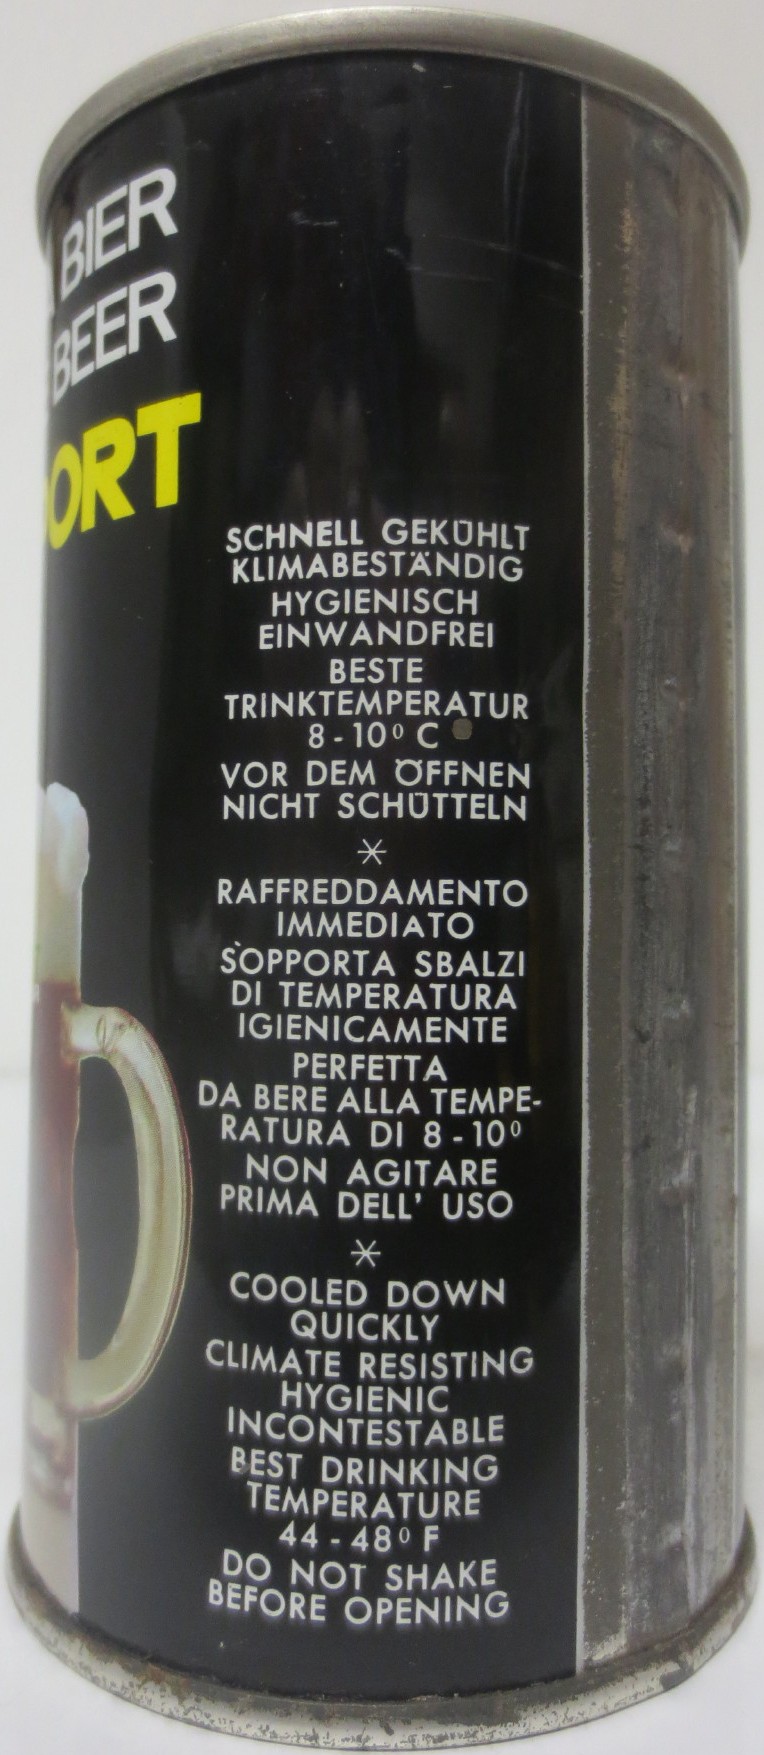 BIER
BEER
ORT
SCHNELL GEKÜHLT
KLIMABESTÄNDIG
HYGIENISCH
EINWANDFREI
BESTE
TRINKTEMPERATUR
8-10⁰ C
VOR DEM ÖFFNEN
NICHT SCHÜTTELN
*
RAFFREDDAMENTO
IMMEDIATO
SOPPORTA SBALZI
DI TEMPERATURA
IGIENICAMENTE
PERFETTA
DA BERE ALLA TEMPE-
RATURA DI 8-10⁰
NON AGITARE
PRIMA DELL' USO
*
COOLED DOWN
QUICKLY
CLIMATE RESISTING
HYGIENIC
INCONTESTABLE
BEST DRINKING
TEMPERATURE
44-48⁰ F
DO NOT SHAKE
BEFORE OPENING